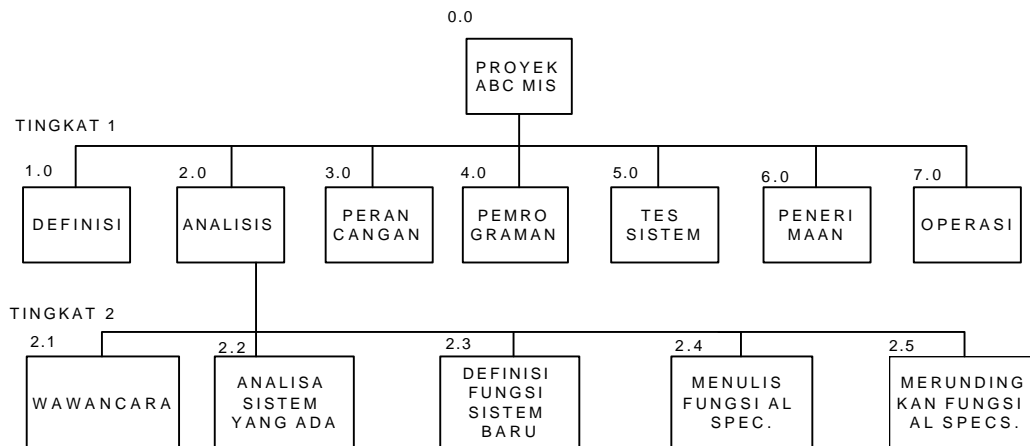 0.0
PROYEK
ABC MIS
TINGKAT 1
1.0
DEFINISI
2.0
ANALISIS
3.0
PERAN
CANGAN
4.0
PEMRO
GRAMAN
5.0
TES
SISTEM
6.0
PENERI
MAAN
7.0
OPERASI
TINGKAT 2
2.1
WAWANCARA
2.2
ANALISA
SISTEM
YANG ADA
2.3
DEFINISI
FUNGSI
SISTEM
BARU
2.4
MENULIS
FUNGSI AL
SPEC.
2.5
MERUNDING
KAN FUNGSI
AL SPECS.